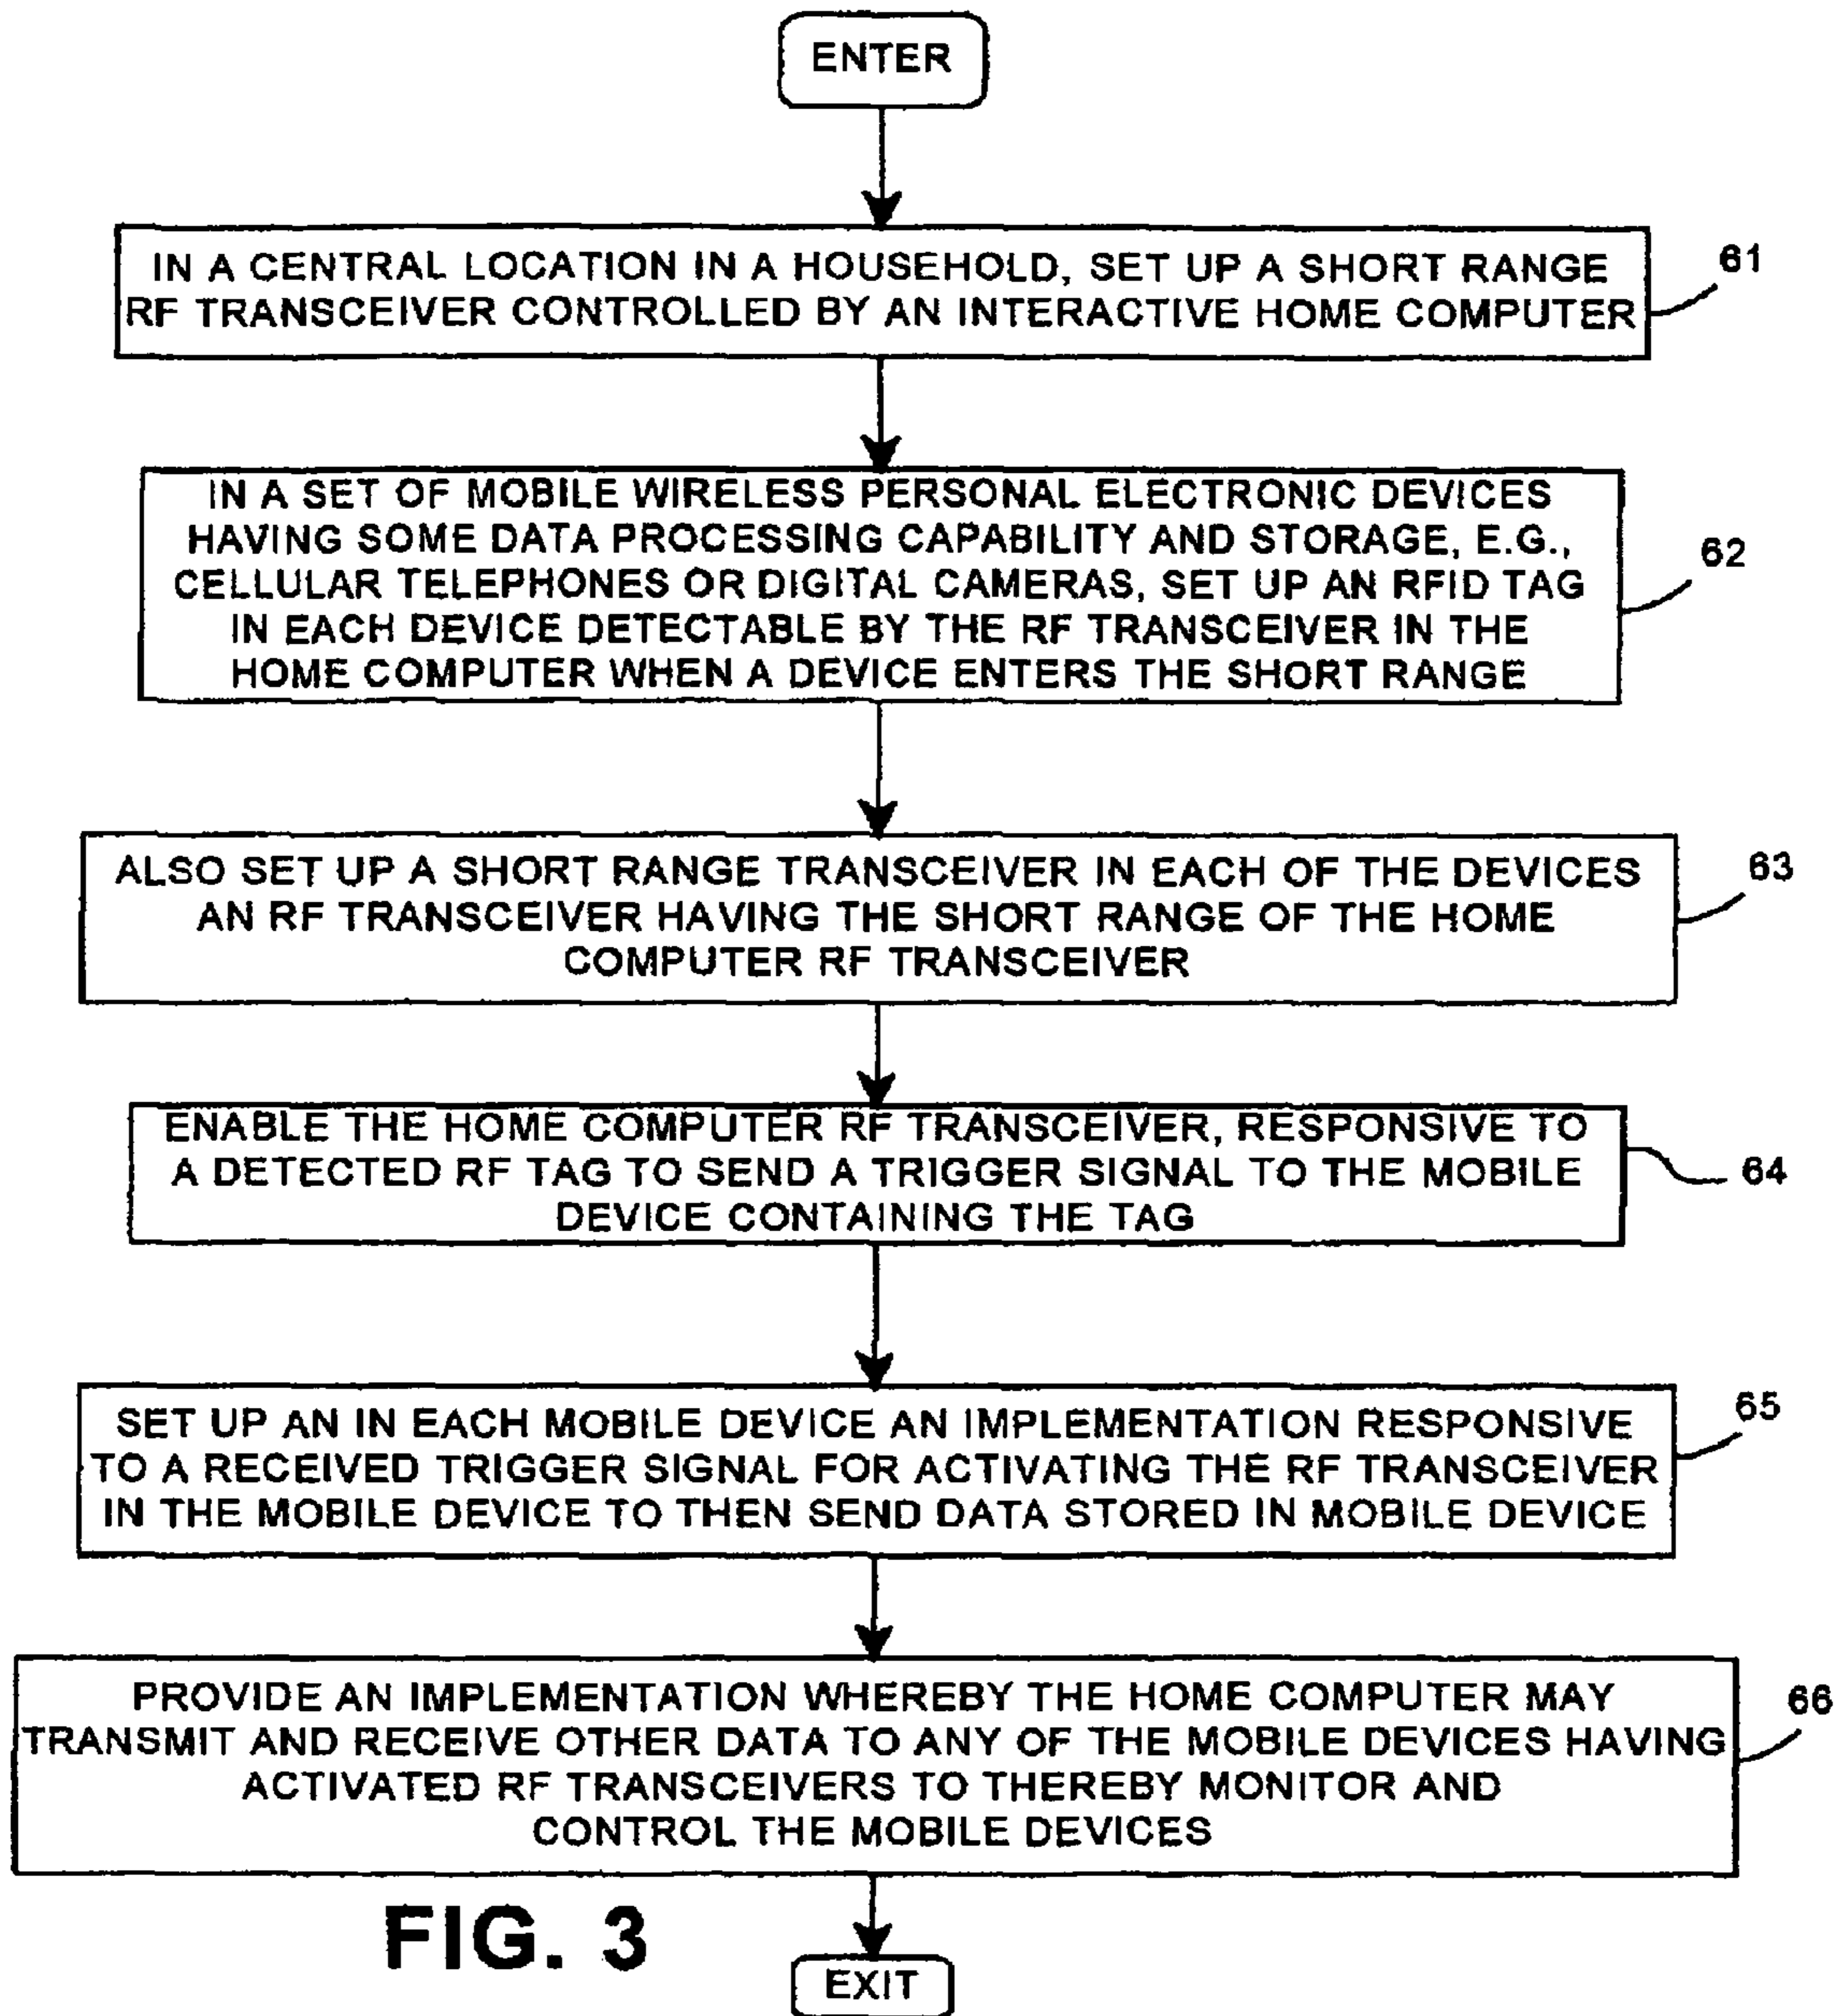 ENTER
IN A CENTRAL LOCATION IN A HOUSEHOLD, SET UP A SHORT RANGE
RF TRANSCEIVER CONTROLLED BY AN INTERACTIVE HOME COMPUTER
61
IN A SET OF MOBILE WIRELESS PERSONAL ELECTRONIC DEVICES
HAVING SOME DATA PROCESSING CAPABILITY AND STORAGE, E.G.,
CELLULAR TELEPHONES OR DIGITAL CAMERAS, SET UP AN RFID TAG
IN EACH DEVICE DETECTABLE BY THE RF TRANSCEIVER IN THE
HOME COMPUTER WHEN A DEVICE ENTERS THE SHORT RANGE
62
ALSO SET UP A SHORT RANGE TRANSCEIVER IN EACH OF THE DEVICES
AN RF TRANSCEIVER HAVING THE SHORT RANGE OF THE HOME
COMPUTER RF TRANSCEIVER
63
ENABLE THE HOME COMPUTER RF TRANSCEIVER, RESPONSIVE TO
A DETECTED RF TAG TO SEND A TRIGGER SIGNAL TO THE MOBILE
DEVICE CONTAINING THE TAG
64
SET UP AN IN EACH MOBILE DEVICE AN IMPLEMENTATION RESPONSIVE
TO A RECEIVED TRIGGER SIGNAL FOR ACTIVATING THE RF TRANSCEIVER
IN THE MOBILE DEVICE TO THEN SEND DATA STORED IN MOBILE DEVICE
65
PROVIDE AN IMPLEMENTATION WHEREBY THE HOME COMPUTER MAY
TRANSMIT AND RECEIVE OTHER DATA TO ANY OF THE MOBILE DEVICES HAVING
ACTIVATED RF TRANSCEIVERS TO THEREBY MONITOR AND
CONTROL THE MOBILE DEVICES
66
FIG. 3
EXIT